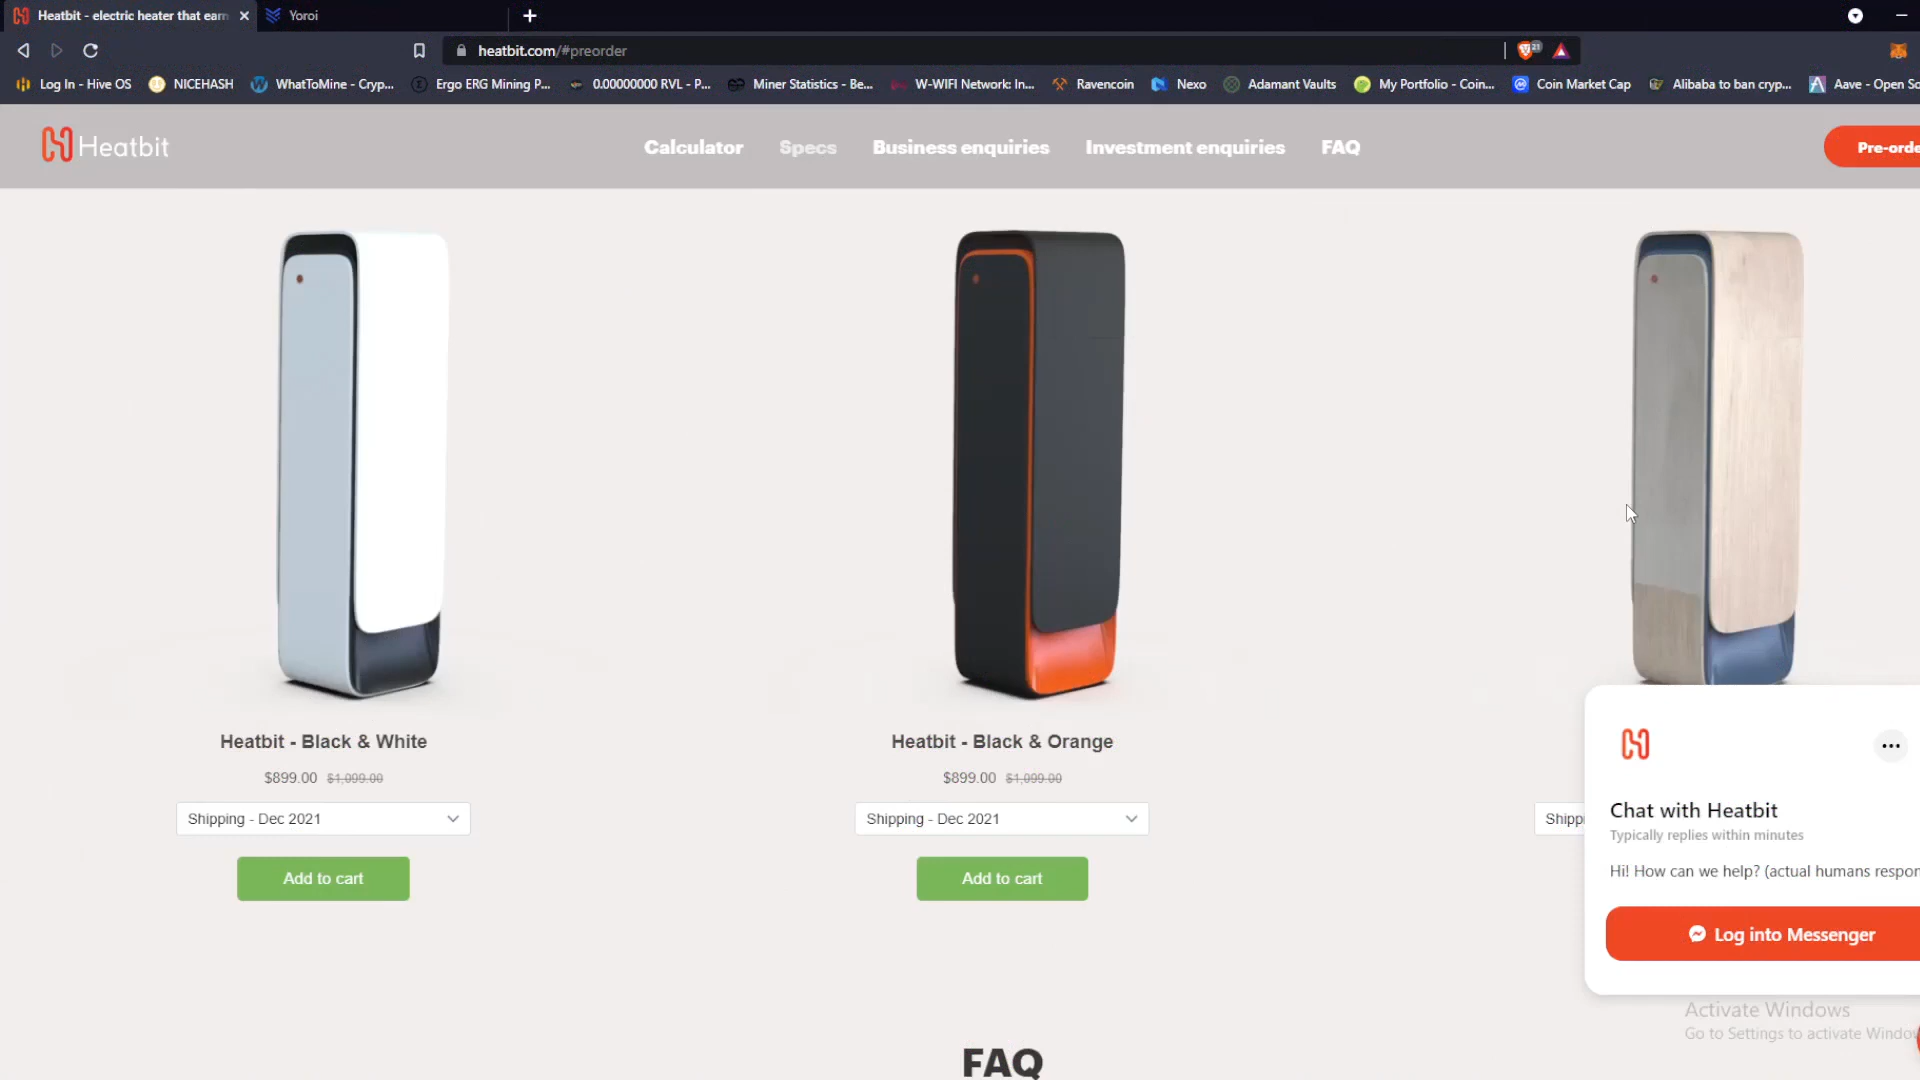 Heatbit - electric heater that earn
Yoroi
heatbit.com/#preorder
21
Log In - Hive OS
NICEHASH
WhatToMine - Cryp...
Ergo ERG Mining P...
0.00000000 RVL - P...
Miner Statistics - Be...
W-WIFI Network: In...
Ravencoin
Nexo
Adamant Vaults
My Portfolio - Coin...
Coin Market Cap
Alibaba to ban cryp...
Aave - Open Sc
Heatbit
Calculator
Specs
Business enquiries
Investment enquiries
FAQ
Pre-orde
Heatbit - Black & White
$899.00 $1,099.00
Shipping - Dec 2021
Add to cart
Heatbit - Black & Orange
$899.00 $1,099.00
Shipping - Dec 2021
Add to cart
Shippi
Chat with Heatbit
Typically replies within minutes
Hi! How can we help? (actual humans respon
Log into Messenger
Activate Windows
Go to Settings to activate Windo
FAQ